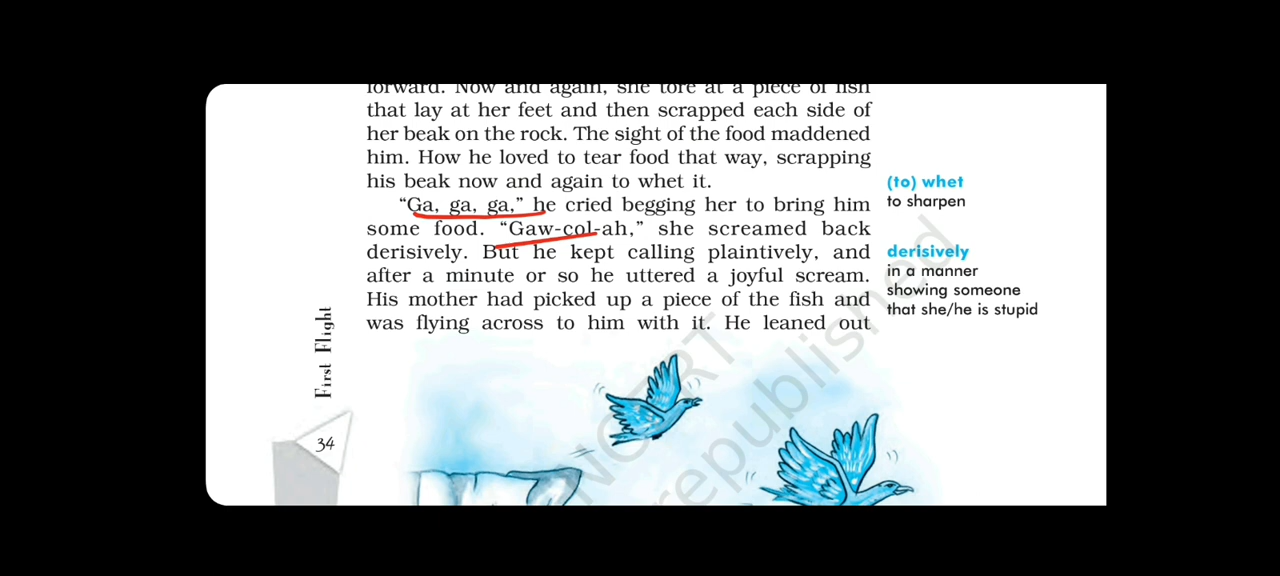 forward. Now and again, she tore at a piece of fish
that lay at her feet and then scrapped each side of
her beak on the rock. The sight of the food maddened
him. How he loved to tear food that way, scrapping
his beak now and again to whet it.
“Ga, ga, ga,” he cried begging her to bring him
some food. “Gaw-col-ah,” she screamed back
derisively. But he kept calling plaintively, and
after a minute or so he uttered a joyful scream.
His mother had picked up a piece of the fish and
was flying across to him with it. He leaned out
(to) whet
to sharpen
derisively
in a manner
showing someone
that she/he is stupid
First Flight
34
NCERT
republished